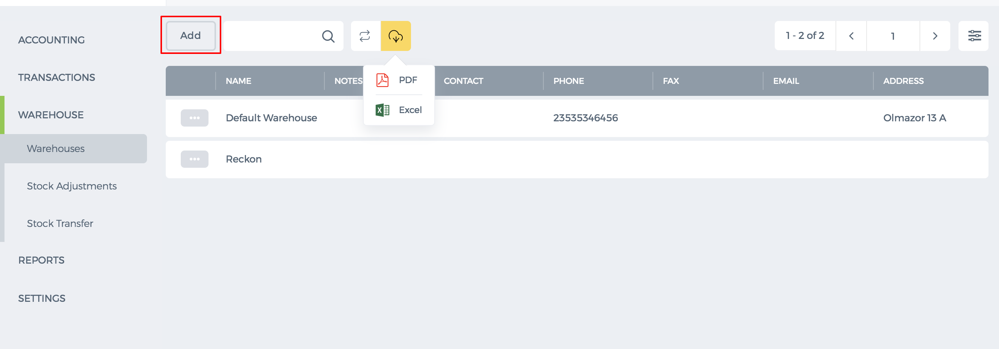 Add
1 - 2 of 2
1
ACCOUNTING
TRANSACTIONS
WAREHOUSE
Warehouses
Stock Adjustments
Stock Transfer
REPORTS
SETTINGS
PDF
Excel
NAME NOTES CONTACT PHONE FAX EMAIL ADDRESS
Default Warehouse 23535346456 Olmazor 13 A
Reckon